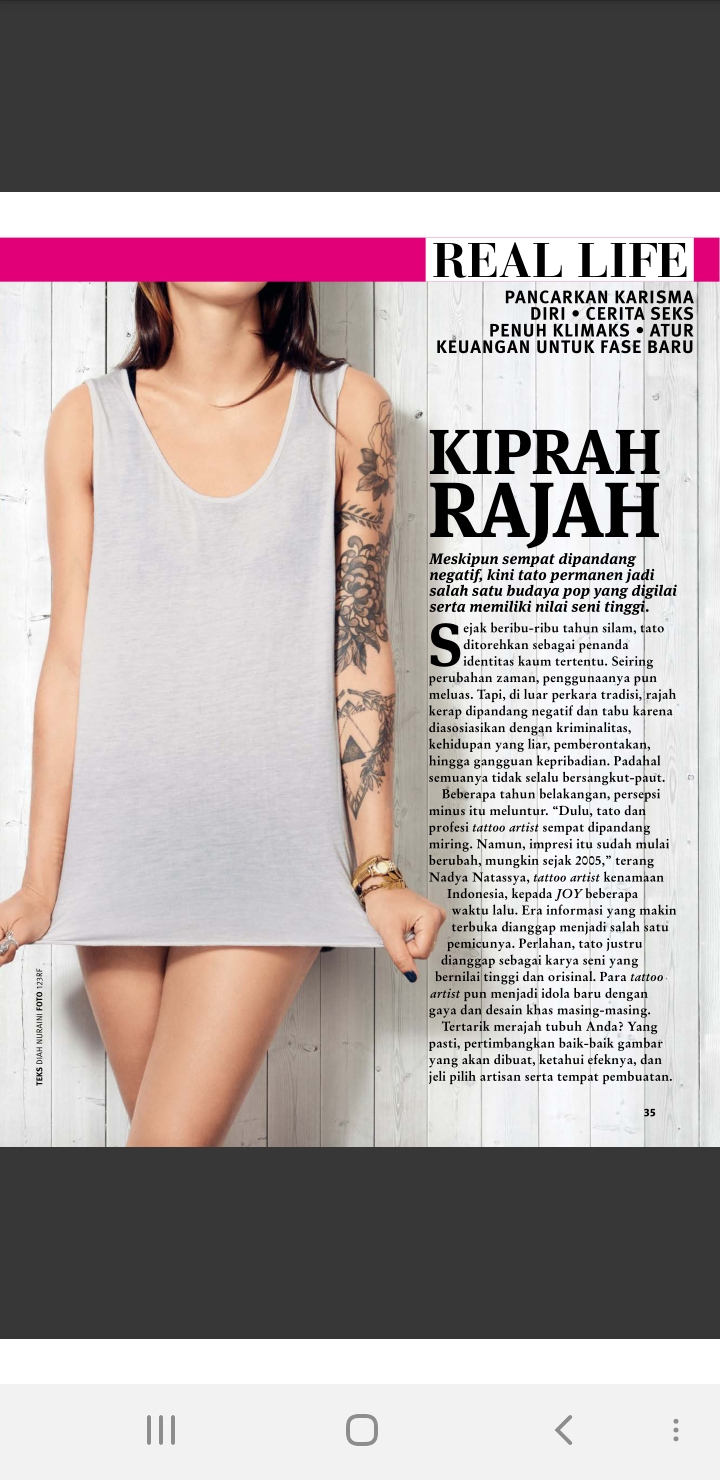 REAL LIFE
PANCARKAN KARISMA
DIRI • CERITA SEKS
PENUH KLIMAKS • ATUR
KEUANGAN UNTUK FASE BARU
KIPRAH
RAJAH
Meskipun sempat dipandang
negatif, kini tato permanen jadi
salah satu budaya pop yang digilai
serta memiliki nilai seni tinggi.
Sejak beribu-ribu tahun silam, tato
ditorehkan sebagai penanda
identitas kaum tertentu. Seiring
perubahan zaman, penggunaanya pun
meluas. Tapi, di luar perkara tradisi, rajah
kerap dipandang negatif dan tabu karena
diasosiasikan dengan kriminalitas,
kehidupan yang liar, pemberontakan,
hingga gangguan kepribadian. Padahal
semuanya tidak selalu bersangkut-paut.
Beberapa tahun belakangan, persepsi
minus itu meluntur. “Dulu, tato dan
profesi tattoo artist sempat dipandang
miring. Namun, impresi itu sudah mulai
berubah, mungkin sejak 2005,” terang
Nadya Natassya, tattoo artist kenamaan
Indonesia, kepada JOY beberapa
waktu lalu. Era informasi yang makin
terbuka dianggap menjadi salah satu
pemicunya. Perlahan, tato justru
dianggap sebagai karya seni yang
bernilai tinggi dan orisinal. Para tattoo
artist pun menjadi idola baru dengan
gaya dan desain khas masing-masing.
Tertarik merajah tubuh Anda? Yang
pasti, pertimbangkan baik-baik gambar
yang akan dibuat, ketahui efeknya, dan
jeli pilih artisan serta tempat pembuatan.
TEKS DIAH NURAINI FOTO 123RF
35